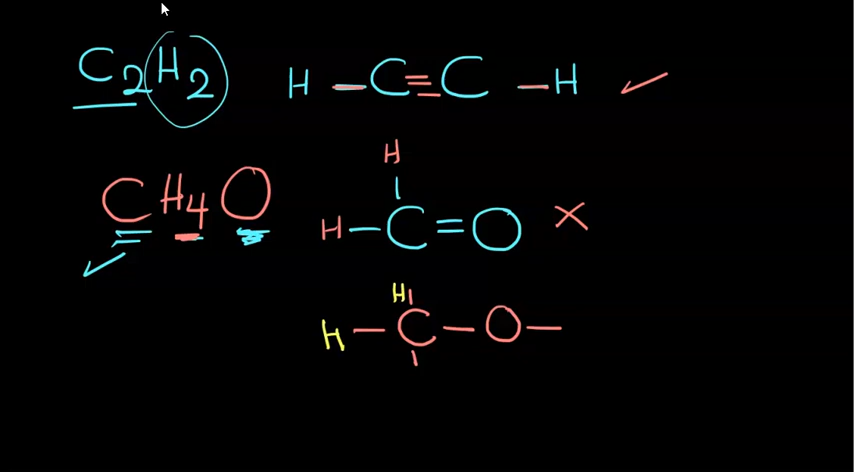 C2H2 H — C ≡ C — H ✓
H
CH4O H — C = O ✗
✓
H
H — C — O —